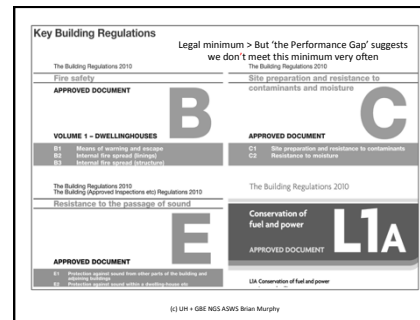 Key Building Regulations
Legal minimum > But 'the Performance Gap' suggests
we don't meet this minimum very often
The Building Regulations 2010
Fire safety
APPROVED DOCUMENT
B
VOLUME 1 – DWELLINGHOUSES
B1 Means of warning and escape
B2 Internal fire spread (linings)
B3 Internal fire spread (structure)
The Building Regulations 2010
Site preparation and resistance to
contaminants and moisture
C
APPROVED DOCUMENT
C1 Site preparation and resistance to contaminants
C2 Resistance to moisture
The Building Regulations 2010
The Building (Approved Inspectors etc) Regulations 2010
Resistance to the passage of sound
E
APPROVED DOCUMENT
E1 Protection against sound from other parts of the building and
adjoining buildings
E2 Protection against sound within a dwelling-house etc
The Building Regulations 2010
Conservation of
fuel and power
L1A
APPROVED DOCUMENT
L1A Conservation of fuel and power
(c) UH + GBE NGS ASWS Brian Murphy